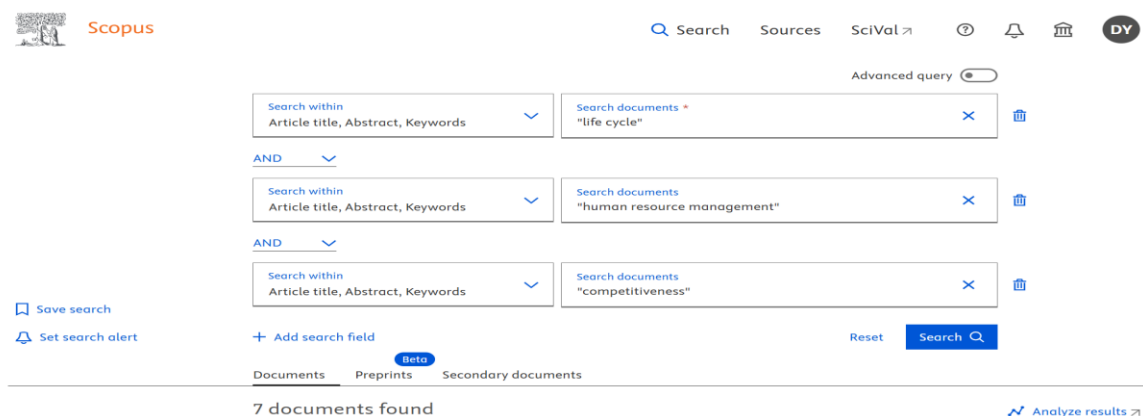 Scopus
Search Sources SciVal DY
Advanced query
Search within
Article title, Abstract, Keywords
Search documents *
"life cycle"
AND
Search within
Article title, Abstract, Keywords
Search documents
"human resource management"
AND
Search within
Article title, Abstract, Keywords
Search documents
"competitiveness"
Save search
Set search alert
+ Add search field
Reset
Search
Beta
Documents Preprints Secondary documents
7 documents found
Analyze results